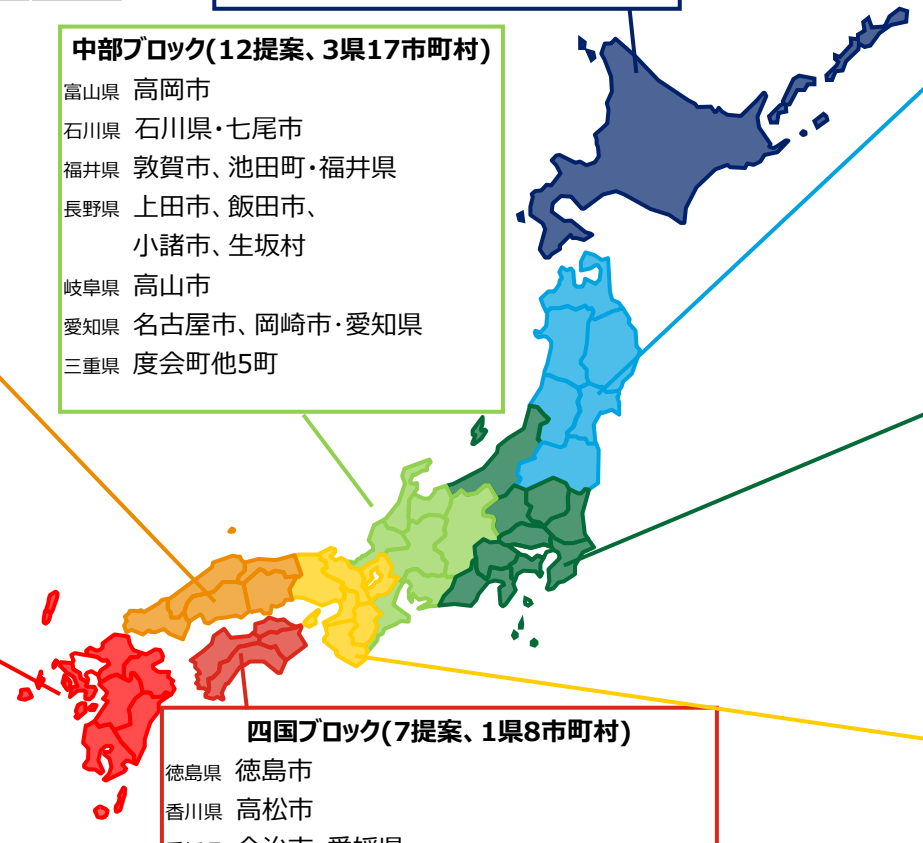 中部ブロック(12提案、3県17市町村)
富山県 高岡市
石川県 石川県・七尾市
福井県 敦賀市、池田町・福井県
長野県 上田市、飯田市、
小諸市、生坂村
岐阜県 高山市
愛知県 名古屋市、岡崎市・愛知県
三重県 度会町他5町
四国ブロック(7提案、1県8市町村)
徳島県 徳島市
香川県 高松市